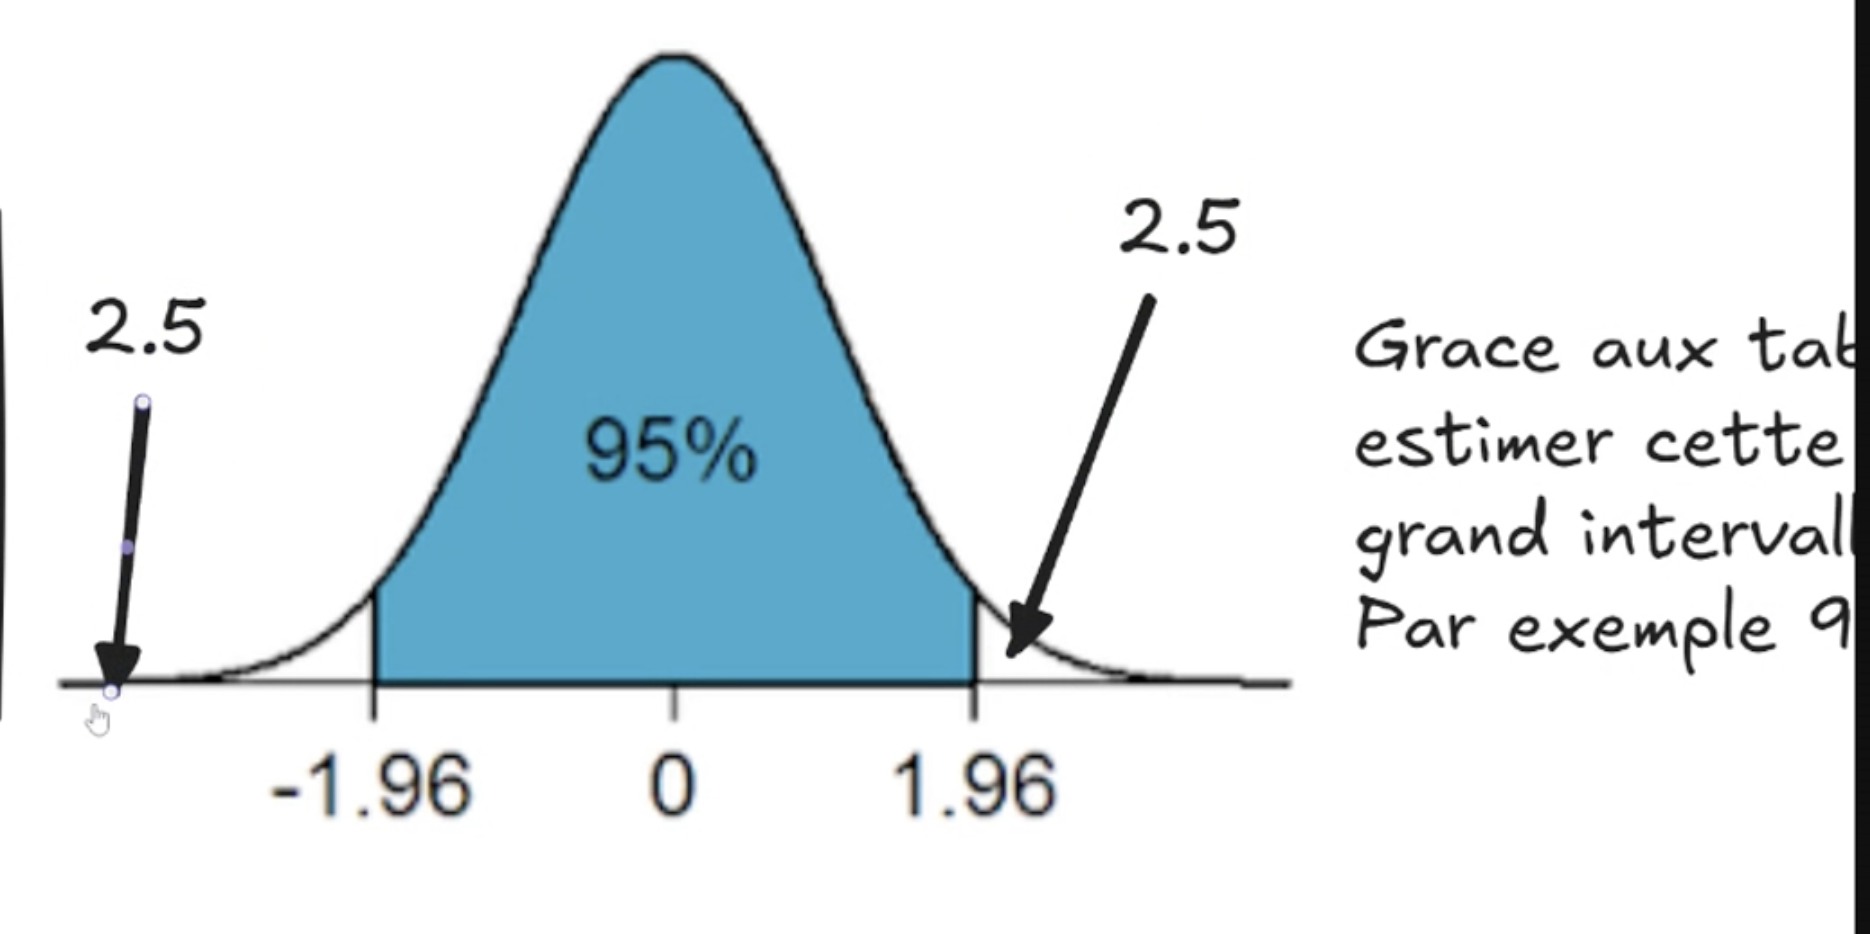 2.5
2.5
95%
-1.96 0 1.96
Grace aux
estimer cette
grand
Par exemple